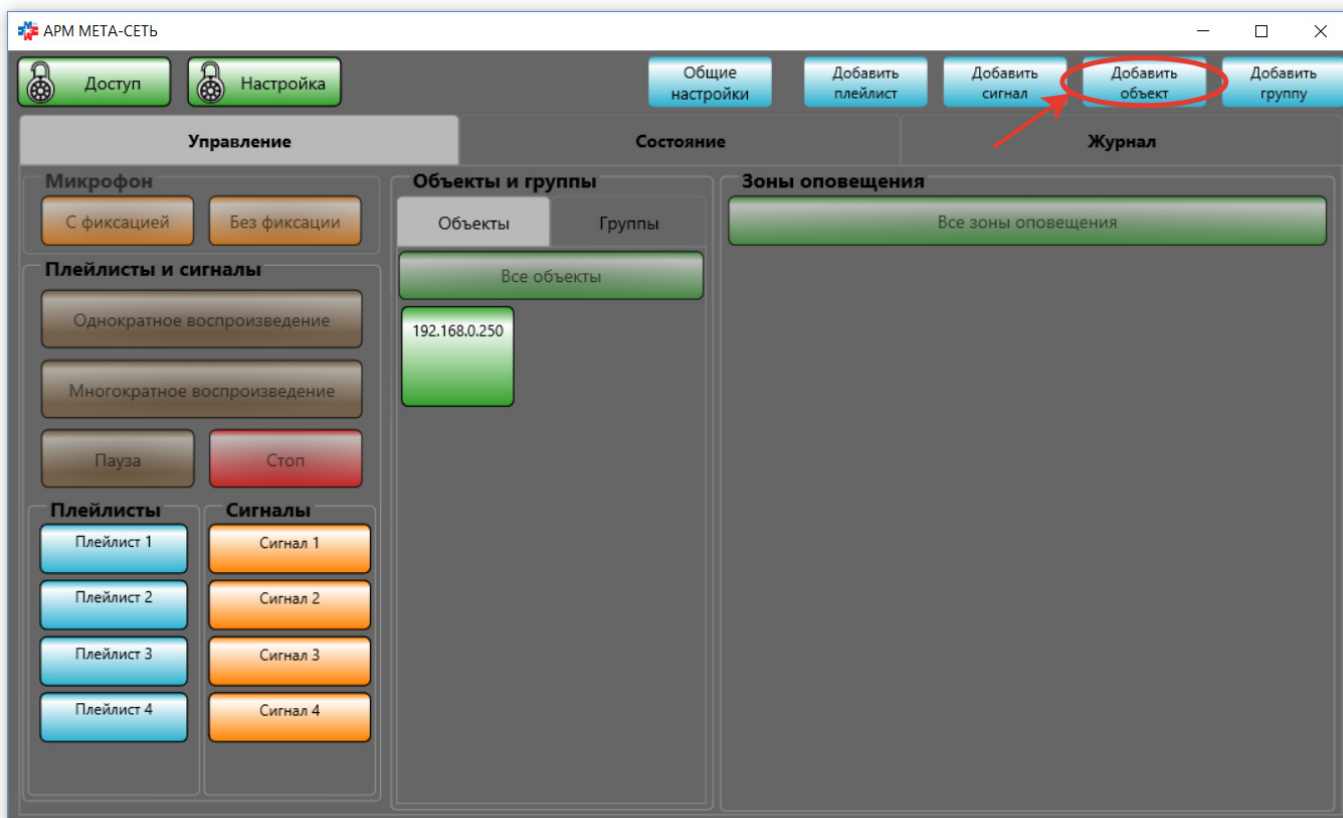 АРМ МЕТА-СЕТЬ
Доступ
Настройка
Общие
настройки
Добавить
плейлист
Добавить
сигнал
Добавить
объект
Добавить
группу
Управление
Состояние
Журнал
Микрофон
С фиксацией
Без фиксации
Плейлисты и сигналы
Однократное воспроизведение
Многократное воспроизведение
Пауза
Стоп
Плейлисты
Плейлист 1
Плейлист 2
Плейлист 3
Плейлист 4
Сигналы
Сигнал 1
Сигнал 2
Сигнал 3
Сигнал 4
Объекты и группы
Объекты
Группы
Все объекты
192.168.0.250
Зоны оповещения
Все зоны оповещения